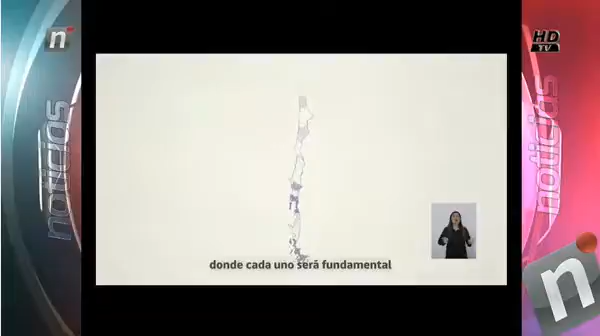 n
HD
TV
noticias
noticias
donde cada uno será fundamental
n